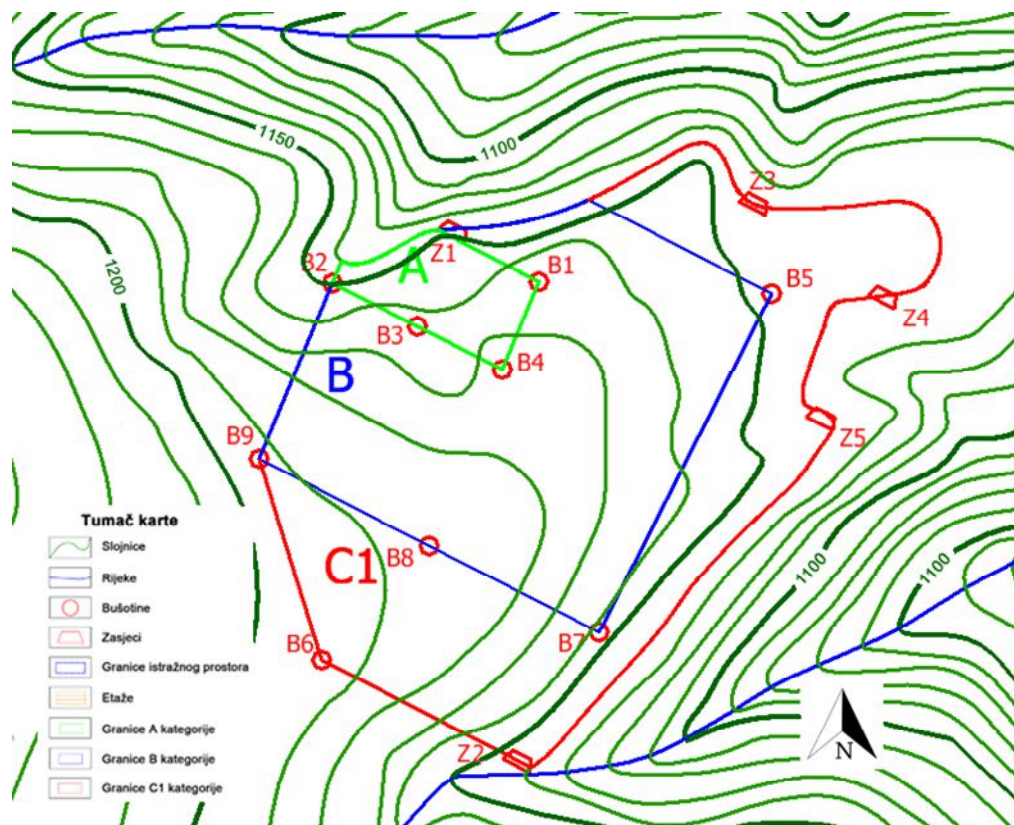 1150
1100
Z3
Z1
B2
A
B1
1200
B5
Z4
B3
B4
B
Z5
B9
B8
C1
1100
1100
B7
B6
Z2
N
Tumač karte
Slojnice
Rijeke
Bušotine
Zasjeci
Granice istražnog prostora
Etaže
Granice A kategorije
Granice B kategorije
Granice C1 kategorije